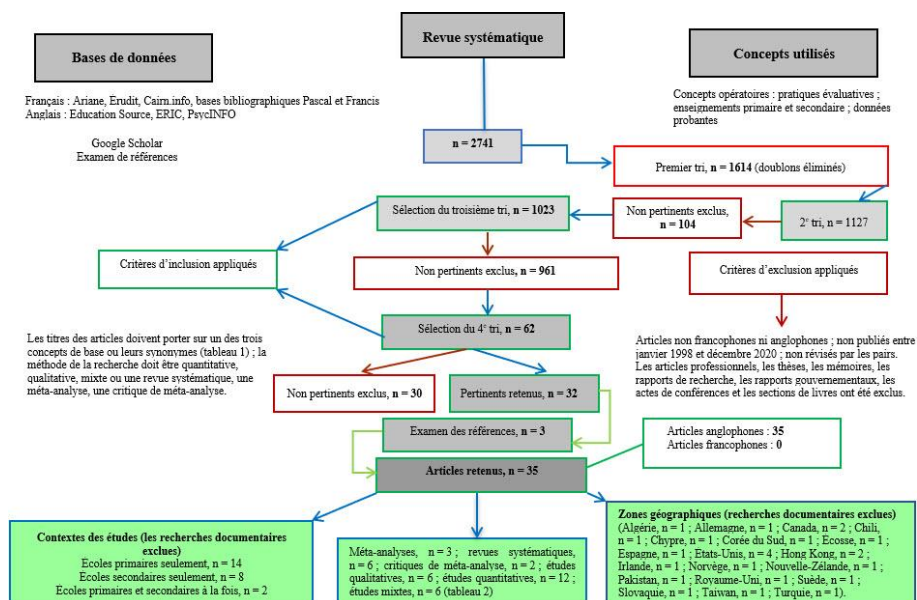 Revue systématique
Bases de données
Concepts utilisés
Français : Ariane, Érudit, Cairn.info, bases bibliographiques Pascal et Francis
Anglais : Education Source, ERIC, PsycINFO
Google Scholar
Examen de références
Concepts opératoires : pratiques évaluatives ;
enseignements primaire et secondaire ; données
probantes
n = 2741
Premier tri, n = 1614 (doublons éliminés)
Sélection du troisième tri, n = 1023
Non pertinents exclus,
n = 104
2e tri, n = 1127
Critères d'inclusion appliqués
Non pertinents exclus, n = 961
Critères d'exclusion appliqués
Sélection du 4e tri, n = 62
Les titres des articles doivent porter sur un des trois
concepts de base ou leurs synonymes (tableau 1) ; la
méthode de la recherche doit être quantitative,
qualitative, mixte ou une revue systématique, une
méta-analyse, une critique de méta-analyse.
Articles non francophones ni anglophones ; non publiés entre
janvier 1998 et décembre 2020 ; non révisés par les pairs.
Les articles professionnels, les thèses, les mémoires, les
rapports de recherche, les rapports gouvernementaux, les
actes de conférences et les sections de livres ont été exclus.
Non pertinents exclus, n = 30
Pertinents retenus, n = 32
Examen des références, n = 3
Articles anglophones : 35
Articles francophones : 0
Articles retenus, n = 35
Contextes des études (les recherches documentaires
exclues)
Écoles primaires seulement, n = 14
Écoles secondaires seulement, n = 8
Écoles primaires et secondaires à la fois, n = 2
Méta-analyses, n = 3 ; revues systématiques,
n = 6 ; critiques de méta-analyse, n = 2 ; études
qualitatives, n = 6 ; études quantitatives, n = 12 ;
études mixtes, n = 6 (tableau 2)
Zones géographiques (recherches documentaires exclues)
(Algérie, n = 1 ; Allemagne, n = 1 ; Canada, n = 2 ; Chili,
n = 1 ; Chypre, n = 1 ; Corée du Sud, n = 1 ; Écosse, n = 1 ;
Espagne, n = 1 ; Etats-Unis, n = 4 ; Hong Kong, n = 2 ;
Irlande, n = 1 ; Norvège, n = 1 ; Nouvelle-Zélande, n = 1 ;
Pakistan, n = 1 ; Royaume-Uni, n = 1 ; Suède, n = 1 ;
Slovaquie, n = 1 ; Taiwan, n = 1 ; Turquie, n = 1).